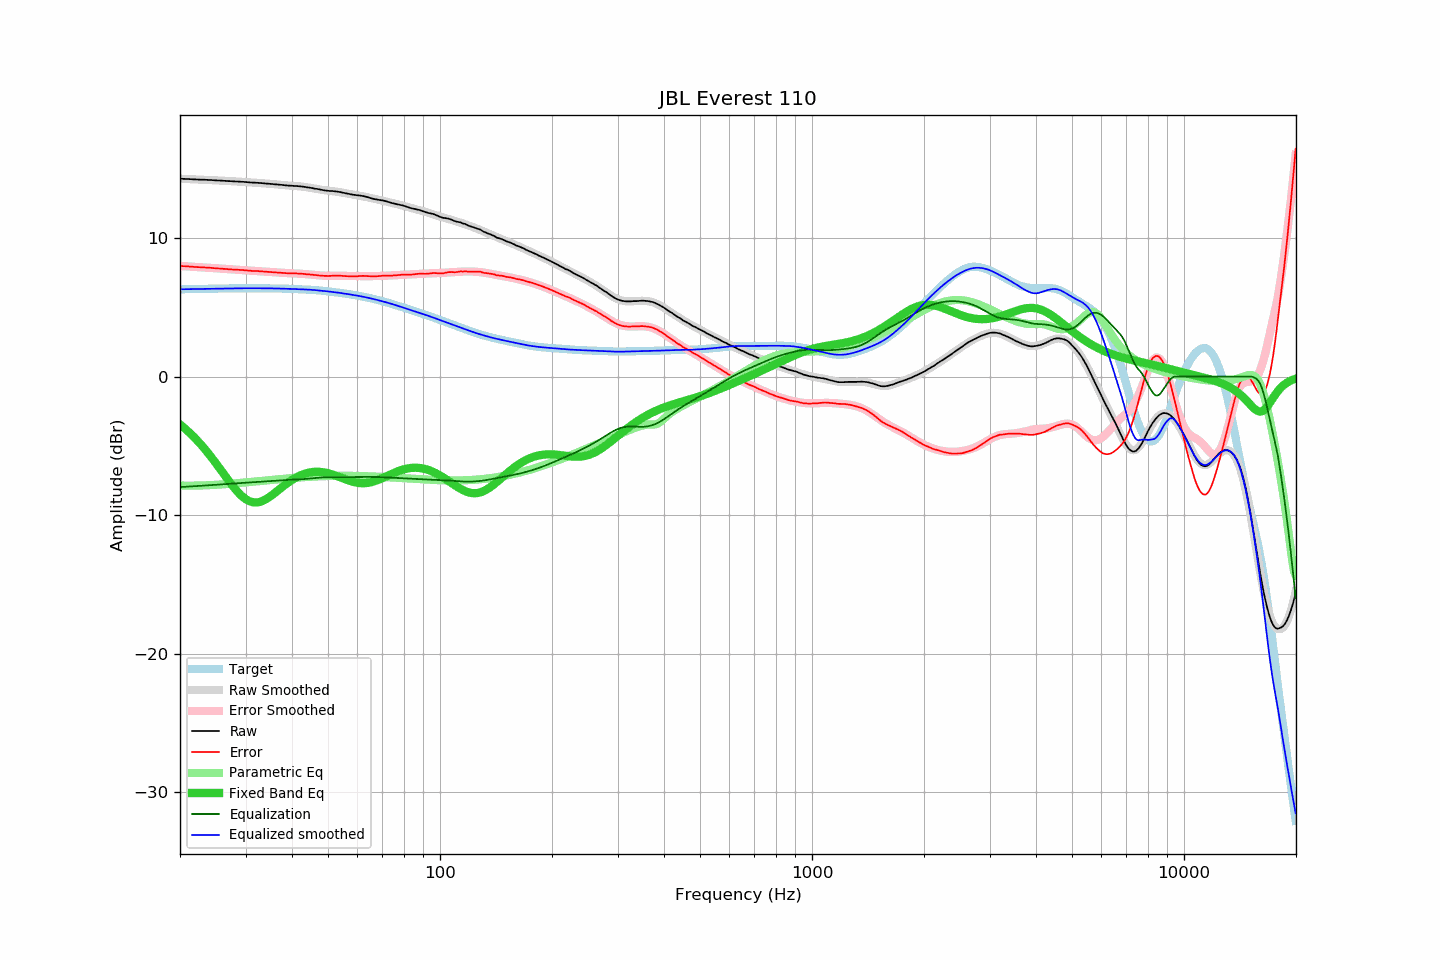 JBL Everest 110
Amplitude (dBr)
10
0
−10
−20
−30
Target
Raw Smoothed
Error Smoothed
Raw
Error
Parametric Eq
Fixed Band Eq
Equalization
Equalized smoothed
100
1000
10000
Frequency (Hz)